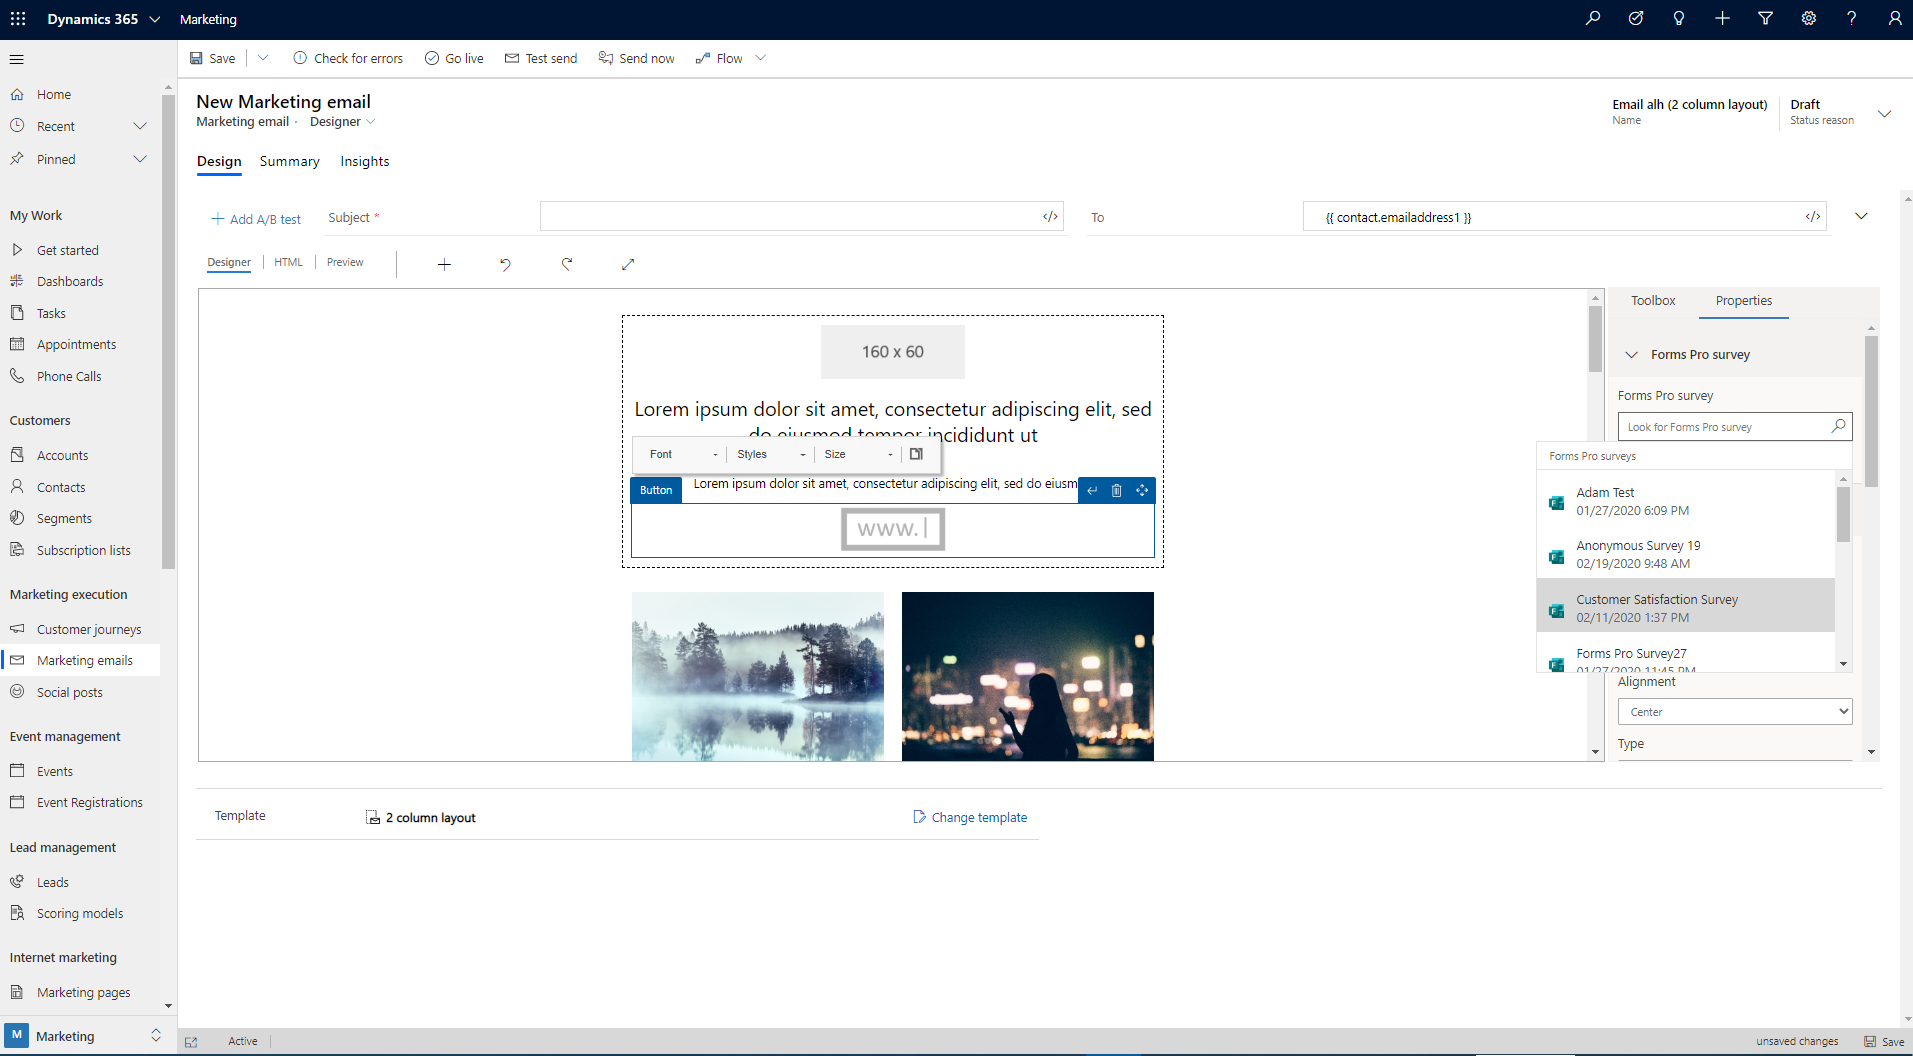 Dynamics 365
Marketing
Save
Check for errors
Go live
Test send
Send now
Flow
Home
Recent
Pinned
My Work
Get started
Dashboards
Tasks
Appointments
Phone Calls
Customers
Accounts
Contacts
Segments
Subscription lists
Marketing execution
Customer journeys
Marketing emails
Social posts
Event management
Events
Event Registrations
Lead management
Leads
Scoring models
Internet marketing
Marketing pages
M Marketing
New Marketing email
Marketing email · Designer
Email alh (2 column layout)
Name
Draft
Status reason
Design
Summary
Insights
Add A/B test
Subject *
</>
To
{{ contact.emailaddress1 }}
</>
Designer
HTML
Preview
160 x 60
Lorem ipsum dolor sit amet, consectetur adipiscing elit, sed
do eiusmod tempor incididunt ut
Font
Styles
Size
Button
Lorem ipsum dolor sit amet, consectetur adipiscing elit, sed do eiusm
www.|
Toolbox
Properties
Forms Pro survey
Forms Pro survey
Look for Forms Pro survey
Forms Pro surveys
Adam Test
01/27/2020 6:09 PM
Anonymous Survey 19
02/19/2020 9:48 AM
Customer Satisfaction Survey
02/11/2020 1:37 PM
Forms Pro Survey27
01/27/2020 11:45 PM
Alignment
Center
Type
Template
2 column layout
Change template
Active
unsaved changes
Save